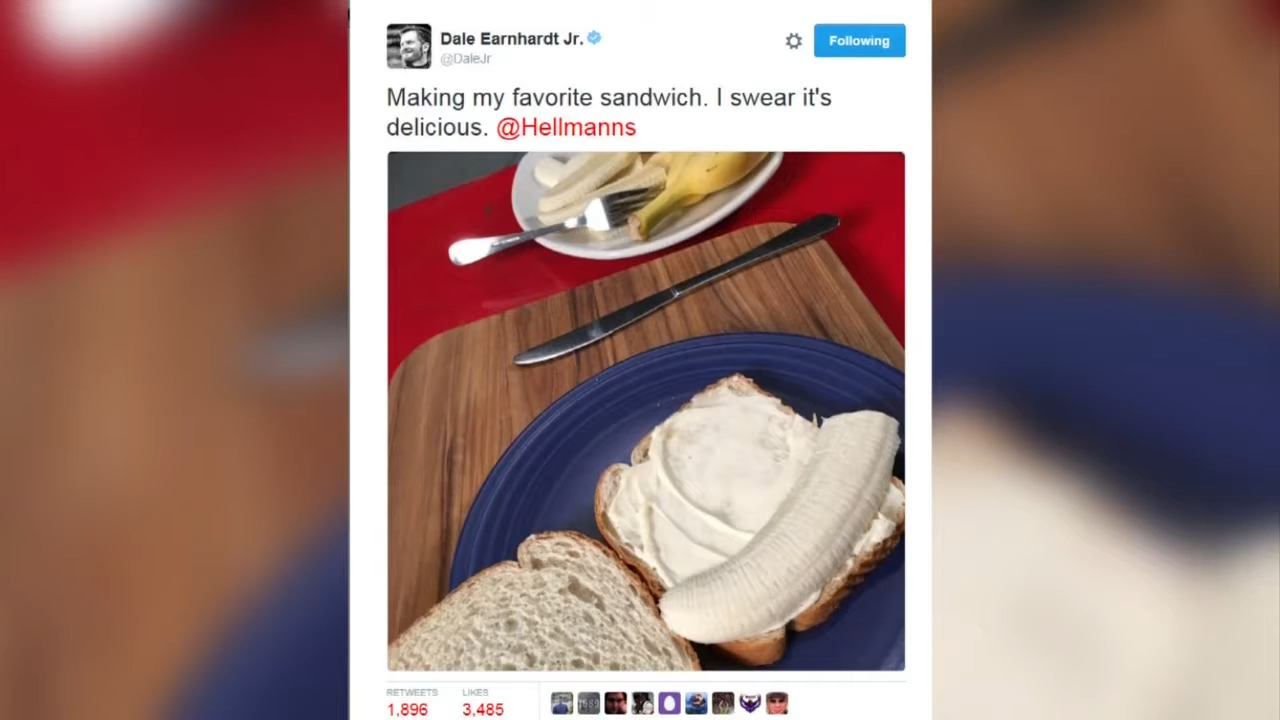 Dale Earnhardt Jr.
@DaleJr
Following
Making my favorite sandwich. I swear it's
delicious. @Hellmanns
RETWEETS LIKES
1,896 3,485